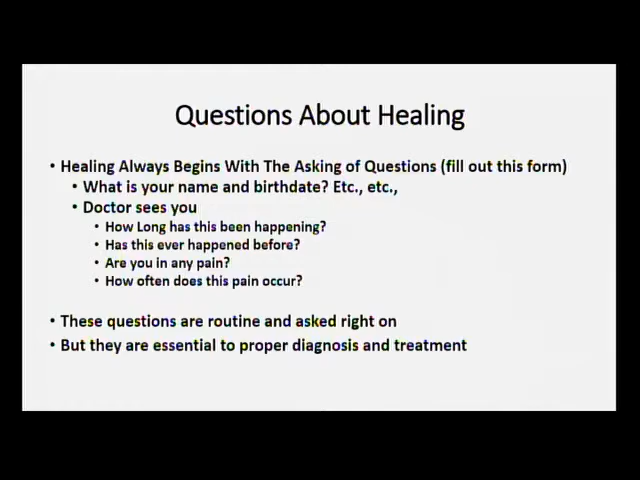 Questions About Healing
• Healing Always Begins With The Asking of Questions (fill out this form)
• What is your name and birthdate? Etc., etc.,
• Doctor sees you
• How Long has this been happening?
• Has this ever happened before?
• Are you in any pain?
• How often does this pain occur?
• These questions are routine and asked right on
• But they are essential to proper diagnosis and treatment